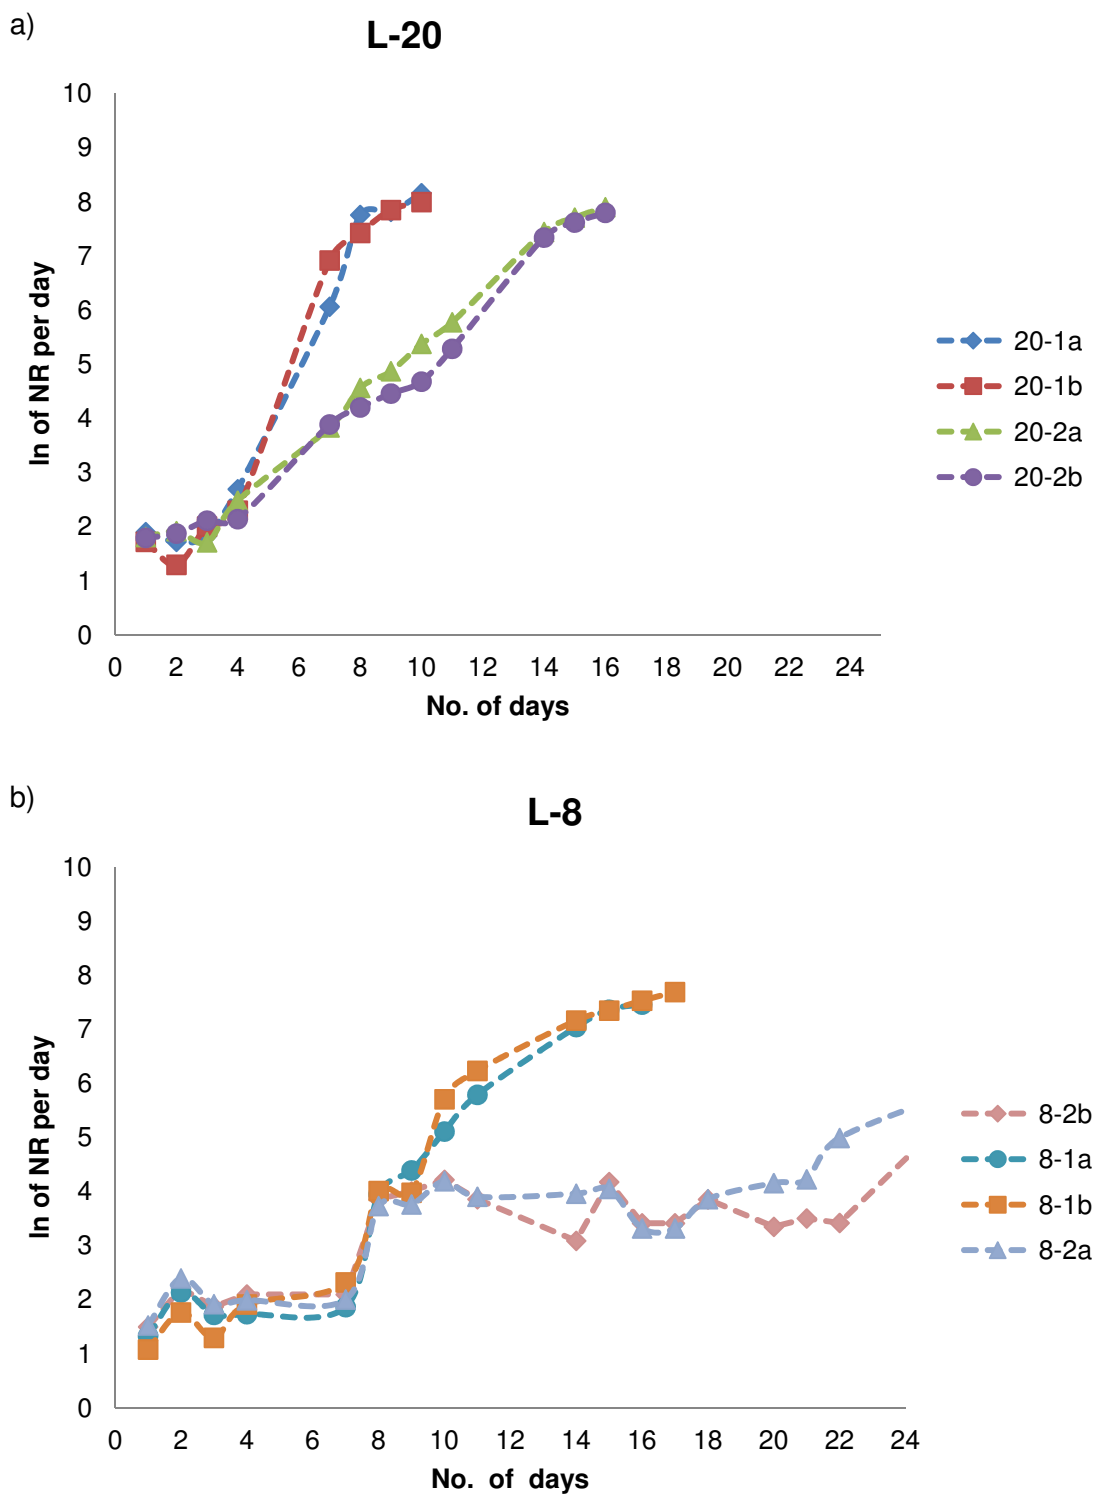 a)
L-20
10
9
8
7
6
5
4
3
2
1
0
ln of NR per day
0 2 4 6 8 10 12 14 16 18 20 22 24
No. of days
20-1a
20-1b
20-2a
20-2b
b)
L-8
10
9
8
7
6
5
4
3
2
1
0
ln of NR per day
0 2 4 6 8 10 12 14 16 18 20 22 24
No. of days
8-2b
8-1a
8-1b
8-2a